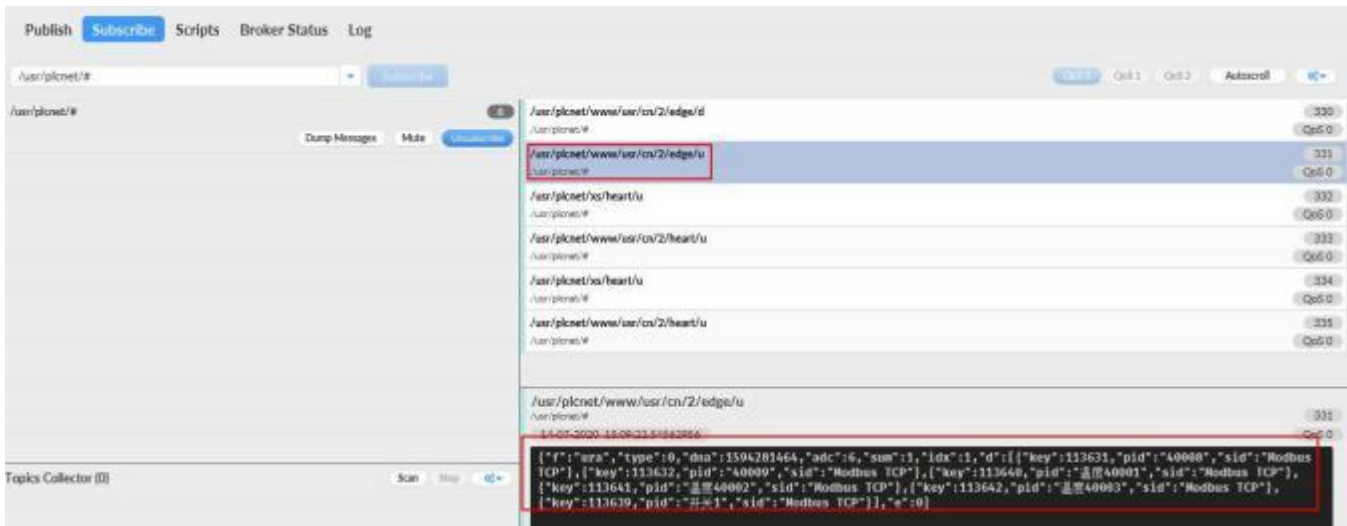 Publish Subscribe Scripts Broker Status Log
/usr/plcnet/# Subscribe QoS 0 QoS 1 QoS 2 Autoscroll
/usr/plcnet/# 6
Dump Messages Mute Unsubscribe
/usr/plcnet/www/usr/cn/2/edge/d 330
/usr/plcnet/# QoS 0
/usr/plcnet/www/usr/cn/2/edge/u 331
/usr/plcnet/# QoS 0
/usr/plcnet/xs/heart/u 332
/usr/plcnet/# QoS 0
/usr/plcnet/www/usr/cn/2/heart/u 333
/usr/plcnet/# QoS 0
/usr/plcnet/xs/heart/u 334
/usr/plcnet/# QoS 0
/usr/plcnet/www/usr/cn/2/heart/u 335
/usr/plcnet/# QoS 0
/usr/plcnet/www/usr/cn/2/edge/u
/usr/plcnet/# 331
14-07-2020 QoS 0
{"f":"ura","type":0,"dna":1594281464,"adc":6,"sum":1,"idx":1,"d":[{"key":113631,"pid":"40008","sid":"Modbus
TCP"},{"key":113632,"pid":"40009","sid":"Modbus TCP"},{"key":113640,"pid":"温度40001","sid":"Modbus TCP"},
{"key":113641,"pid":"温度40002","sid":"Modbus TCP"},{"key":113642,"pid":"温度40003","sid":"Modbus TCP"},
{"key":113639,"pid":"开关1","sid":"Modbus TCP"}],"e":0}
Topics Collector (0) Scan Stop